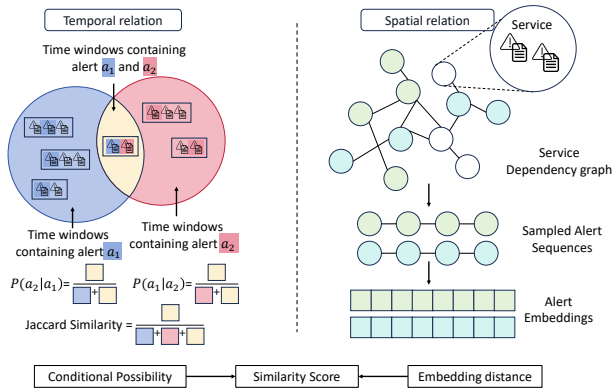 Temporal relation
Time windows containing
alert a₁ and a₂
Time windows
containing alert a₁
Time windows
containing alert a₂
P(a₂|a₁)= +
P(a₁|a₂)= +
Jaccard Similarity = + +
Spatial relation
Service
Service
Dependency graph
Sampled Alert
Sequences
Alert
Embeddings
Conditional Possibility
Similarity Score
Embedding distance